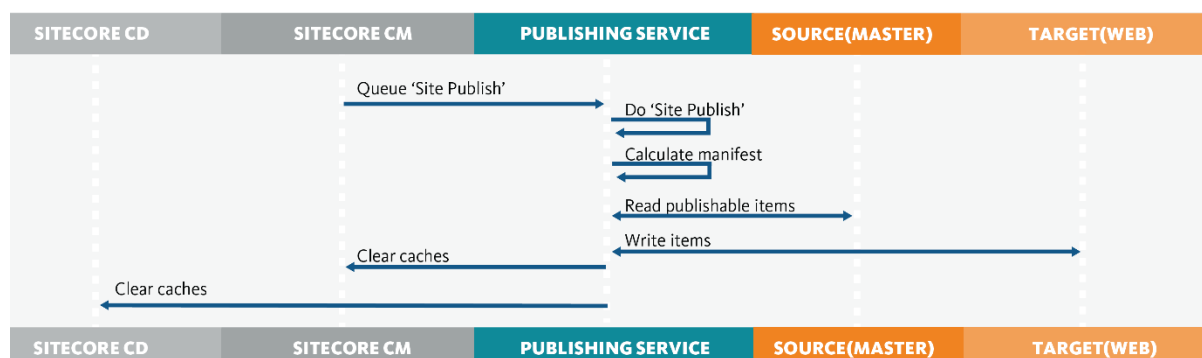 SITECORE CD SITECORE CM PUBLISHING SERVICE SOURCE(MASTER) TARGET(WEB)
Queue ‘Site Publish’
Do ‘Site Publish’
Calculate manifest
Read publishable items
Write items
Clear caches
Clear caches
SITECORE CD SITECORE CM PUBLISHING SERVICE SOURCE(MASTER) TARGET(WEB)